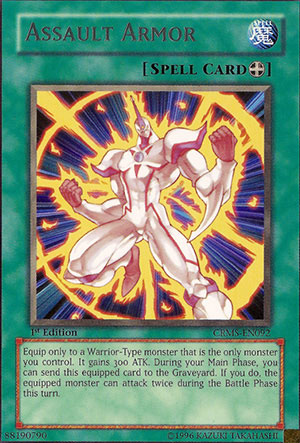 ASSAULT ARMOR
魔
[SPELL CARD]
1st Edition
CRMS-EN092
Equip only to a Warrior-Type monster that is the only monster
you control. It gains 300 ATK. During your Main Phase, you
can send this equipped card to the Graveyard. If you do, the
equipped monster can attack twice during the Battle Phase
this turn.
88190790
©1996 KAZUKI TAKAHASHI